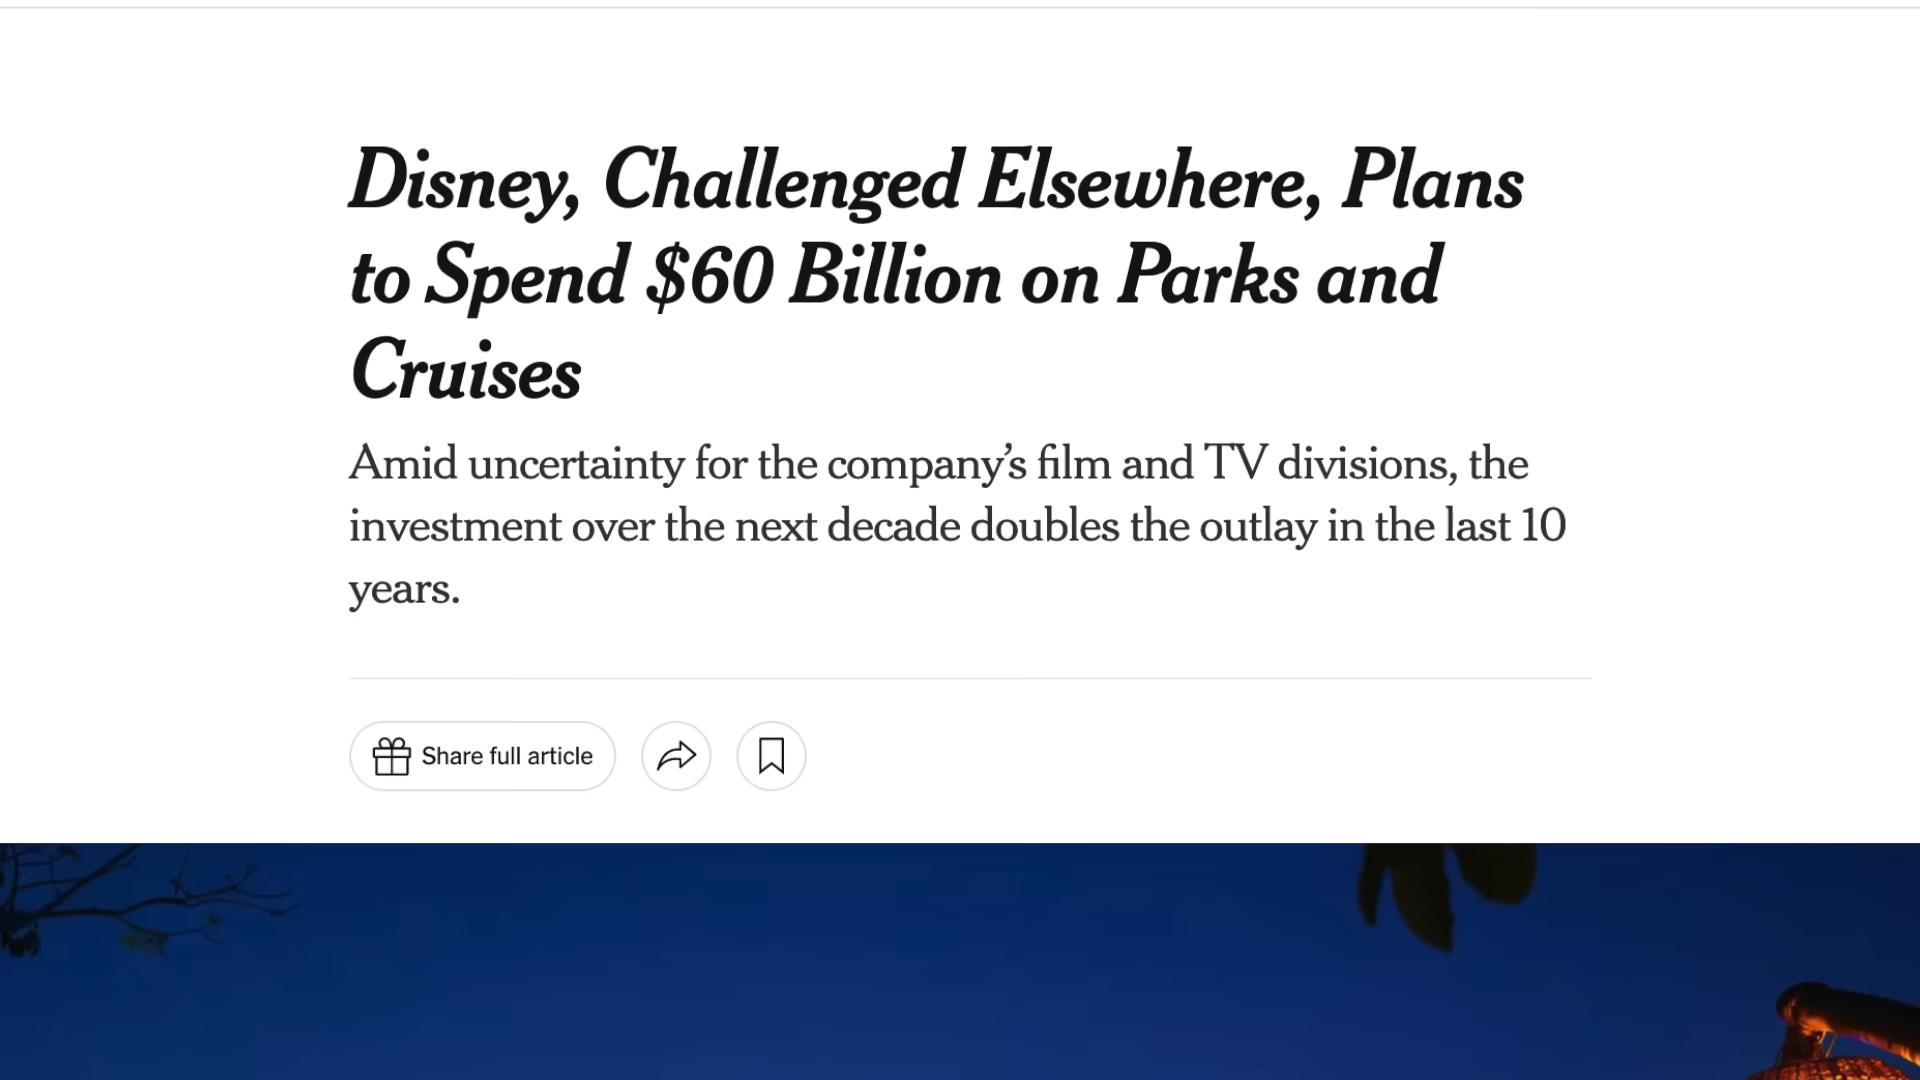 Disney, Challenged Elsewhere, Plans
to Spend $60 Billion on Parks and
Cruises
Amid uncertainty for the company’s film and TV divisions, the
investment over the next decade doubles the outlay in the last 10
years.
Share full article